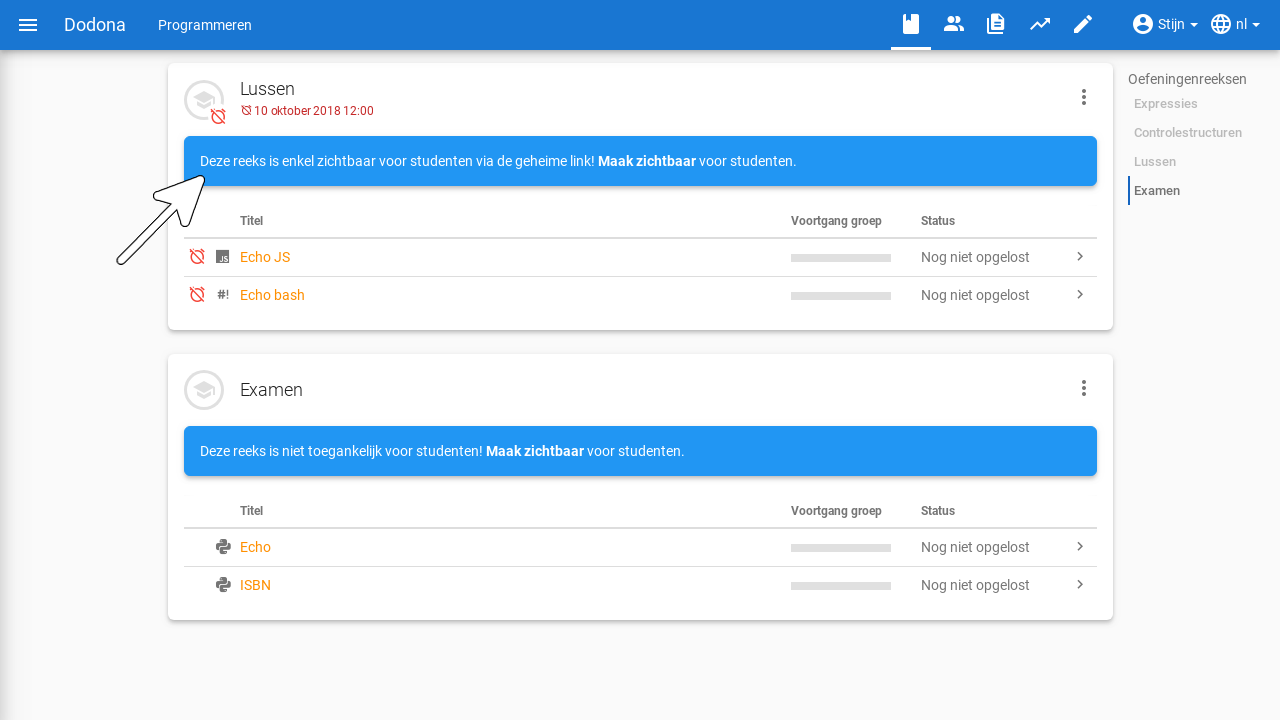 Dodona
Programmeren
Stijn
nl
Lussen
10 oktober 2018 12:00
Deze reeks is enkel zichtbaar voor studenten via de geheime link! Maak zichtbaar voor studenten.
Titel Voortgang groep Status
JS Echo JS Nog niet opgelost
#! Echo bash Nog niet opgelost
Examen
Deze reeks is niet toegankelijk voor studenten! Maak zichtbaar voor studenten.
Titel Voortgang groep Status
Echo Nog niet opgelost
ISBN Nog niet opgelost
Oefeningenreeksen
Expressies
Controlestructuren
Lussen
Examen